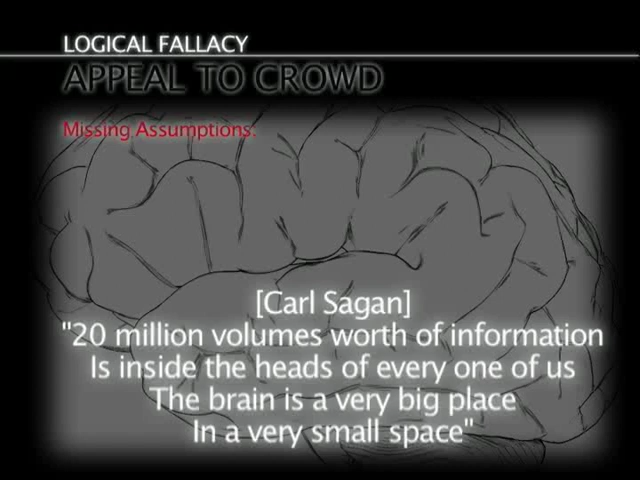 LOGICAL FALLACY
APPEAL TO CROWD
Missing Assumptions:
[Carl Sagan]
"20 million volumes worth of information
Is inside the heads of every one of us
The brain is a very big place
In a very small space"